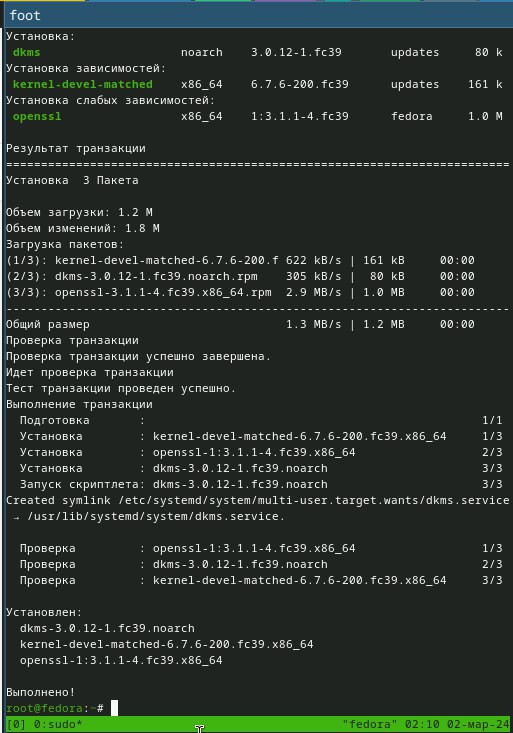 foot
Установка:
dkms noarch 3.0.12-1.fc39 updates 80 k
Установка зависимостей:
kernel-devel-matched x86_64 6.7.6-200.fc39 updates 161 k
Установка слабых зависимостей:
openssl x86_64 1:3.1.1-4.fc39 fedora 1.0 M
Результат транзакции
================================================================================
Установка 3 Пакета
Объем загрузки: 1.2 M
Объем изменений: 1.8 M
Загрузка пакетов:
(1/3): kernel-devel-matched-6.7.6-200.f 622 kB/s | 161 kB 00:00
(2/3): dkms-3.0.12-1.fc39.noarch.rpm 305 kB/s | 80 kB 00:00
(3/3): openssl-3.1.1-4.fc39.x86_64.rpm 2.9 MB/s | 1.0 MB 00:00
--------------------------------------------------------------------------------
Общий размер 1.3 MB/s | 1.2 MB 00:00
Проверка транзакции
Проверка транзакции успешно завершена.
Идет проверка транзакции
Тест транзакции проведен успешно.
Выполнение транзакции
Подготовка : 1/1
Установка : kernel-devel-matched-6.7.6-200.fc39.x86_64 1/3
Установка : openssl-1:3.1.1-4.fc39.x86_64 2/3
Установка : dkms-3.0.12-1.fc39.noarch 3/3
Запуск скриптлета: dkms-3.0.12-1.fc39.noarch 3/3
Created symlink /etc/systemd/system/multi-user.target.wants/dkms.service
→ /usr/lib/systemd/system/dkms.service.
Проверка : openssl-1:3.1.1-4.fc39.x86_64 1/3
Проверка : dkms-3.0.12-1.fc39.noarch 2/3
Проверка : kernel-devel-matched-6.7.6-200.fc39.x86_64 3/3
Установлен:
dkms-3.0.12-1.fc39.noarch
kernel-devel-matched-6.7.6-200.fc39.x86_64
openssl-1:3.1.1-4.fc39.x86_64
Выполнено!
root@fedora:~#
[0] 0:sudo* "fedora" 02:10 02-мар-24